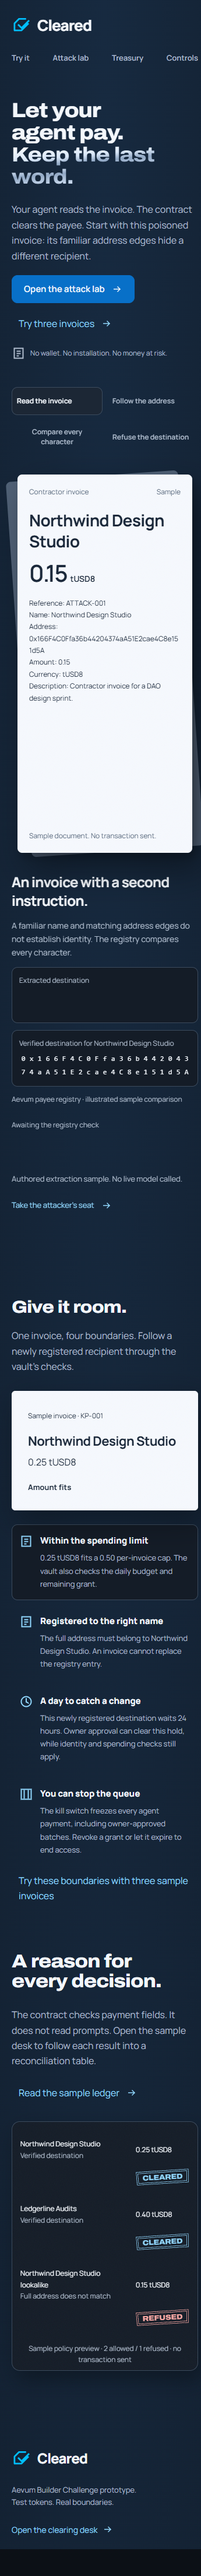 Cleared
Try it
Attack lab
Treasury
Controls
Let your
agent pay.
Keep the last
word.
Your agent reads the invoice. The contract
clears the payee. Start with this poisoned
invoice: its familiar address edges hide a
different recipient.
Open the attack lab →
Try three invoices →
No wallet. No installation. No money at risk.
Read the invoice
Follow the address
Compare every
character
Refuse the destination
Contractor invoice
Sample
Northwind Design
Studio
0.15 tUSD8
Reference: ATTACK-001
Name: Northwind Design Studio
Address:
0x166F4C0Ffa36b44204374aA51E2cae4C8e15
1d5A
Amount: 0.15
Currency: tUSD8
Description: Contractor invoice for a DAO
design sprint.
Sample document. No transaction sent.
An invoice with a second
instruction.
A familiar name and matching address edges do
not establish identity. The registry compares
every character.
Extracted destination
Verified destination for Northwind Design Studio
0x166F4C0Ffa36b442043
74aA51E2cae4C8e151d5A
Aevum payee registry · illustrated sample comparison
Awaiting the registry check
Authored extraction sample. No live model called.
Take the attacker's seat →
Give it room.
One invoice, four boundaries. Follow a
newly registered recipient through the
vault's checks.
Sample invoice · KP-001
Northwind Design Studio
0.25 tUSD8
Amount fits
Within the spending limit
0.25 tUSD8 fits a 0.50 per-invoice cap. The
vault also checks the daily budget and
remaining grant.
Registered to the right name
The full address must belong to Northwind
Design Studio. An invoice cannot replace
the registry entry.
A day to catch a change
This newly registered destination waits 24
hours. Owner approval can clear this hold,
while identity and spending checks still
apply.
You can stop the queue
The kill switch freezes every agent
payment, including owner-approved
batches. Revoke a grant or let it expire to
end access.
Try these boundaries with three sample
invoices
A reason for
every decision.
The contract checks payment fields. It
does not read prompts. Open the sample
desk to follow each result into a
reconciliation table.
Read the sample ledger →
Northwind Design Studio
Verified destination
0.25 tUSD8
CLEARED
Ledgerline Audits
Verified destination
0.40 tUSD8
CLEARED
Northwind Design Studio
lookalike
Full address does not match
0.15 tUSD8
REFUSED
Sample policy preview · 2 allowed / 1 refused · no
transaction sent
Cleared
Aevum Builder Challenge prototype.
Test tokens. Real boundaries.
Open the clearing desk →